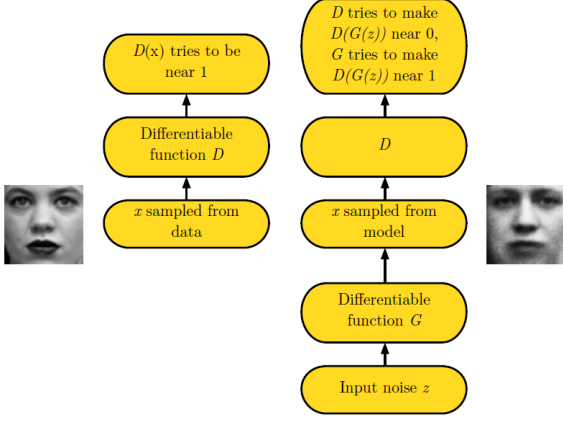 D(x) tries to be
near 1
Differentiable
function D
x sampled from
data
D tries to make
D(G(z)) near 0,
G tries to make
D(G(z)) near 1
D
x sampled from
model
Differentiable
function G
Input noise z